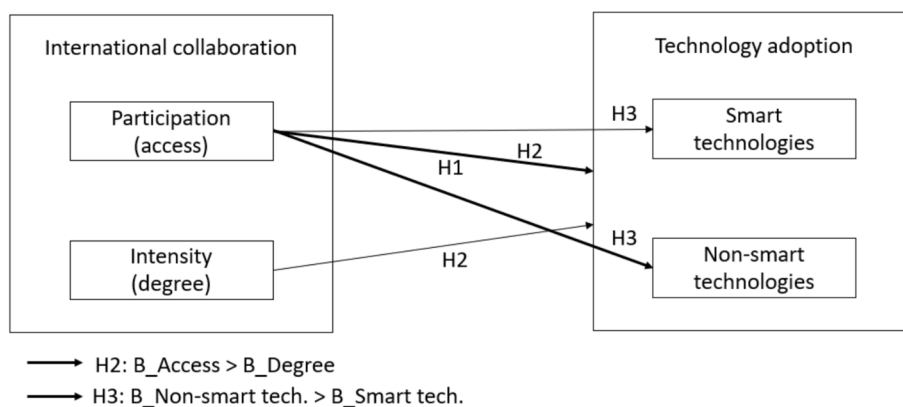 International collaboration
Technology adoption
Participation
(access)
H3
Smart
technologies
H2
H1
Intensity
(degree)
H2
H3
Non-smart
technologies
H2: B_Access > B_Degree
H3: B_Non-smart tech. > B_Smart tech.